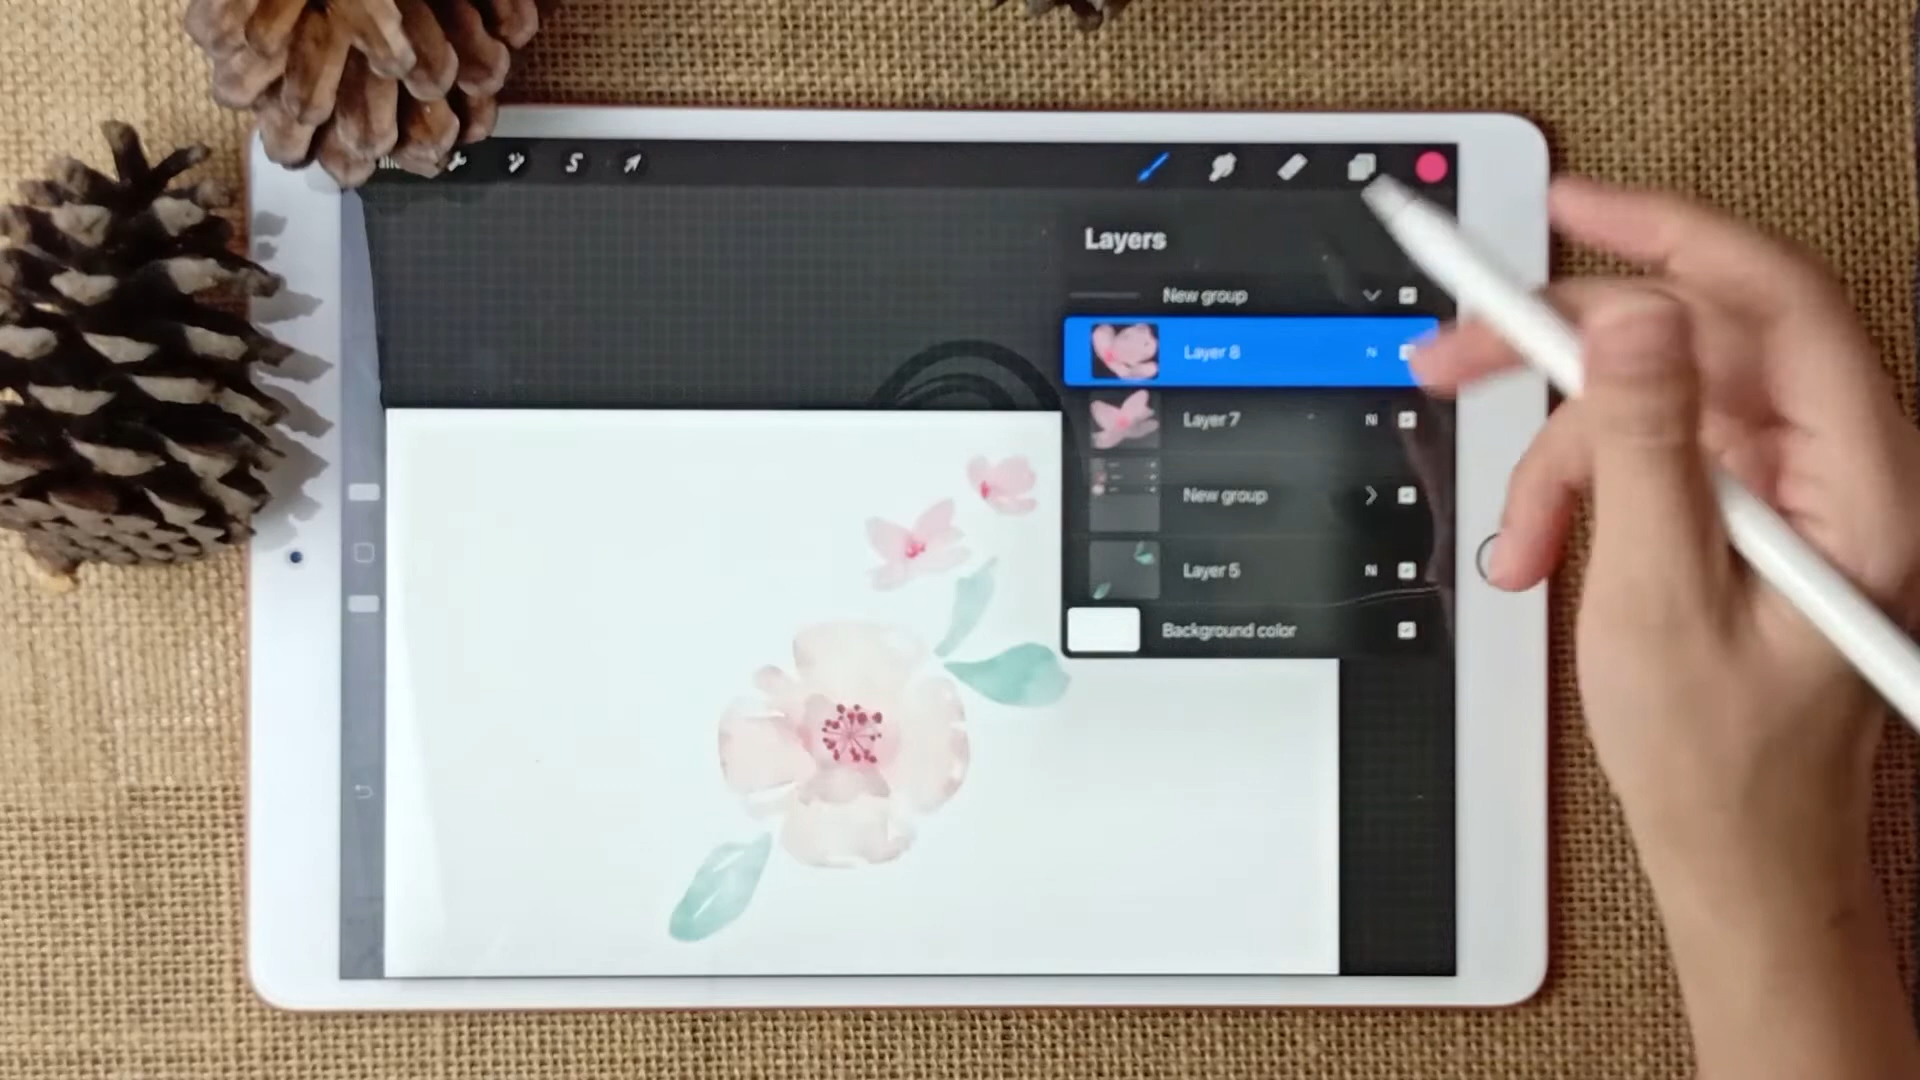 Layers
New group
Layer 8 N
Layer 7 N
New group
Layer 5 N
Background color